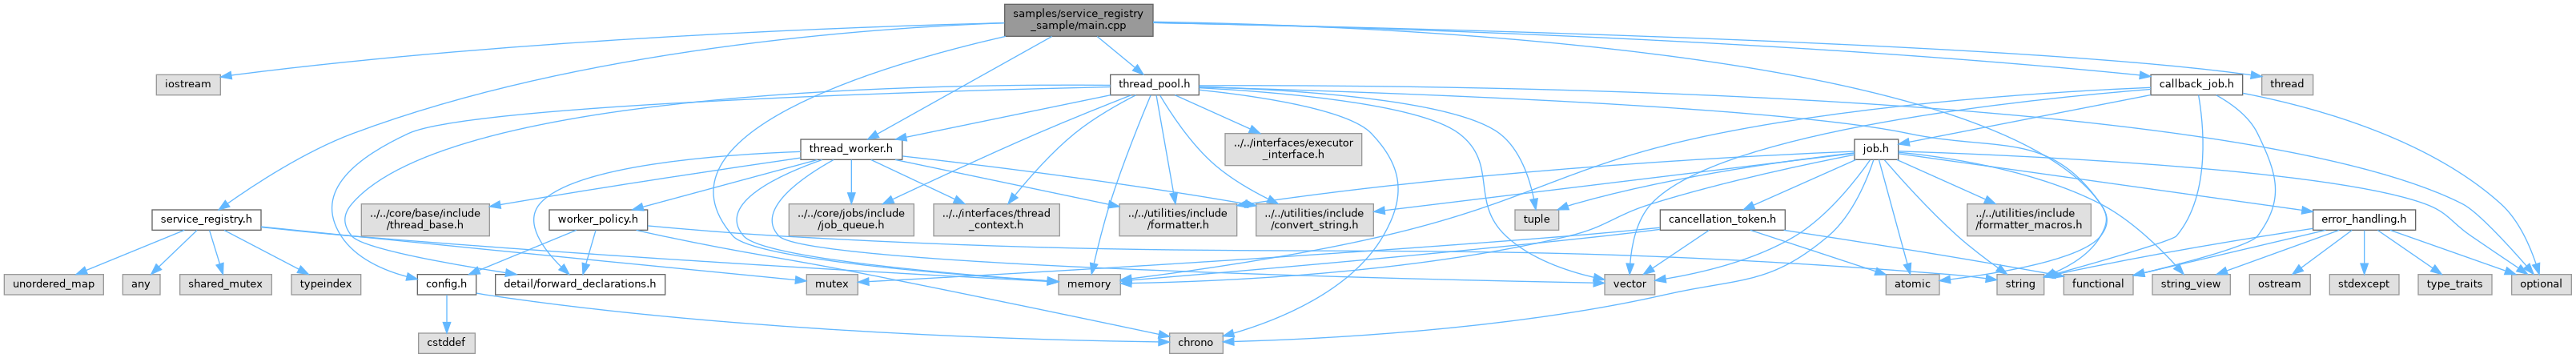 samples/service_registry
_sample/main.cpp
iostream
thread_pool.h
callback_job.h
thread
thread_worker.h
../../interfaces/executor
_interface.h
job.h
service_registry.h
../../core/base/include
/thread_base.h
worker_policy.h
../../core/jobs/include
/job_queue.h
../../interfaces/thread
_context.h
../../utilities/include
/formatter.h
../../utilities/include
/convert_string.h
tuple
cancellation_token.h
../../utilities/include
/formatter_macros.h
error_handling.h
unordered_map
any
shared_mutex
typeindex
config.h
detail/forward_declarations.h
mutex
memory
vector
atomic
string
functional
string_view
ostream
stdexcept
type_traits
optional
cstddef
chrono